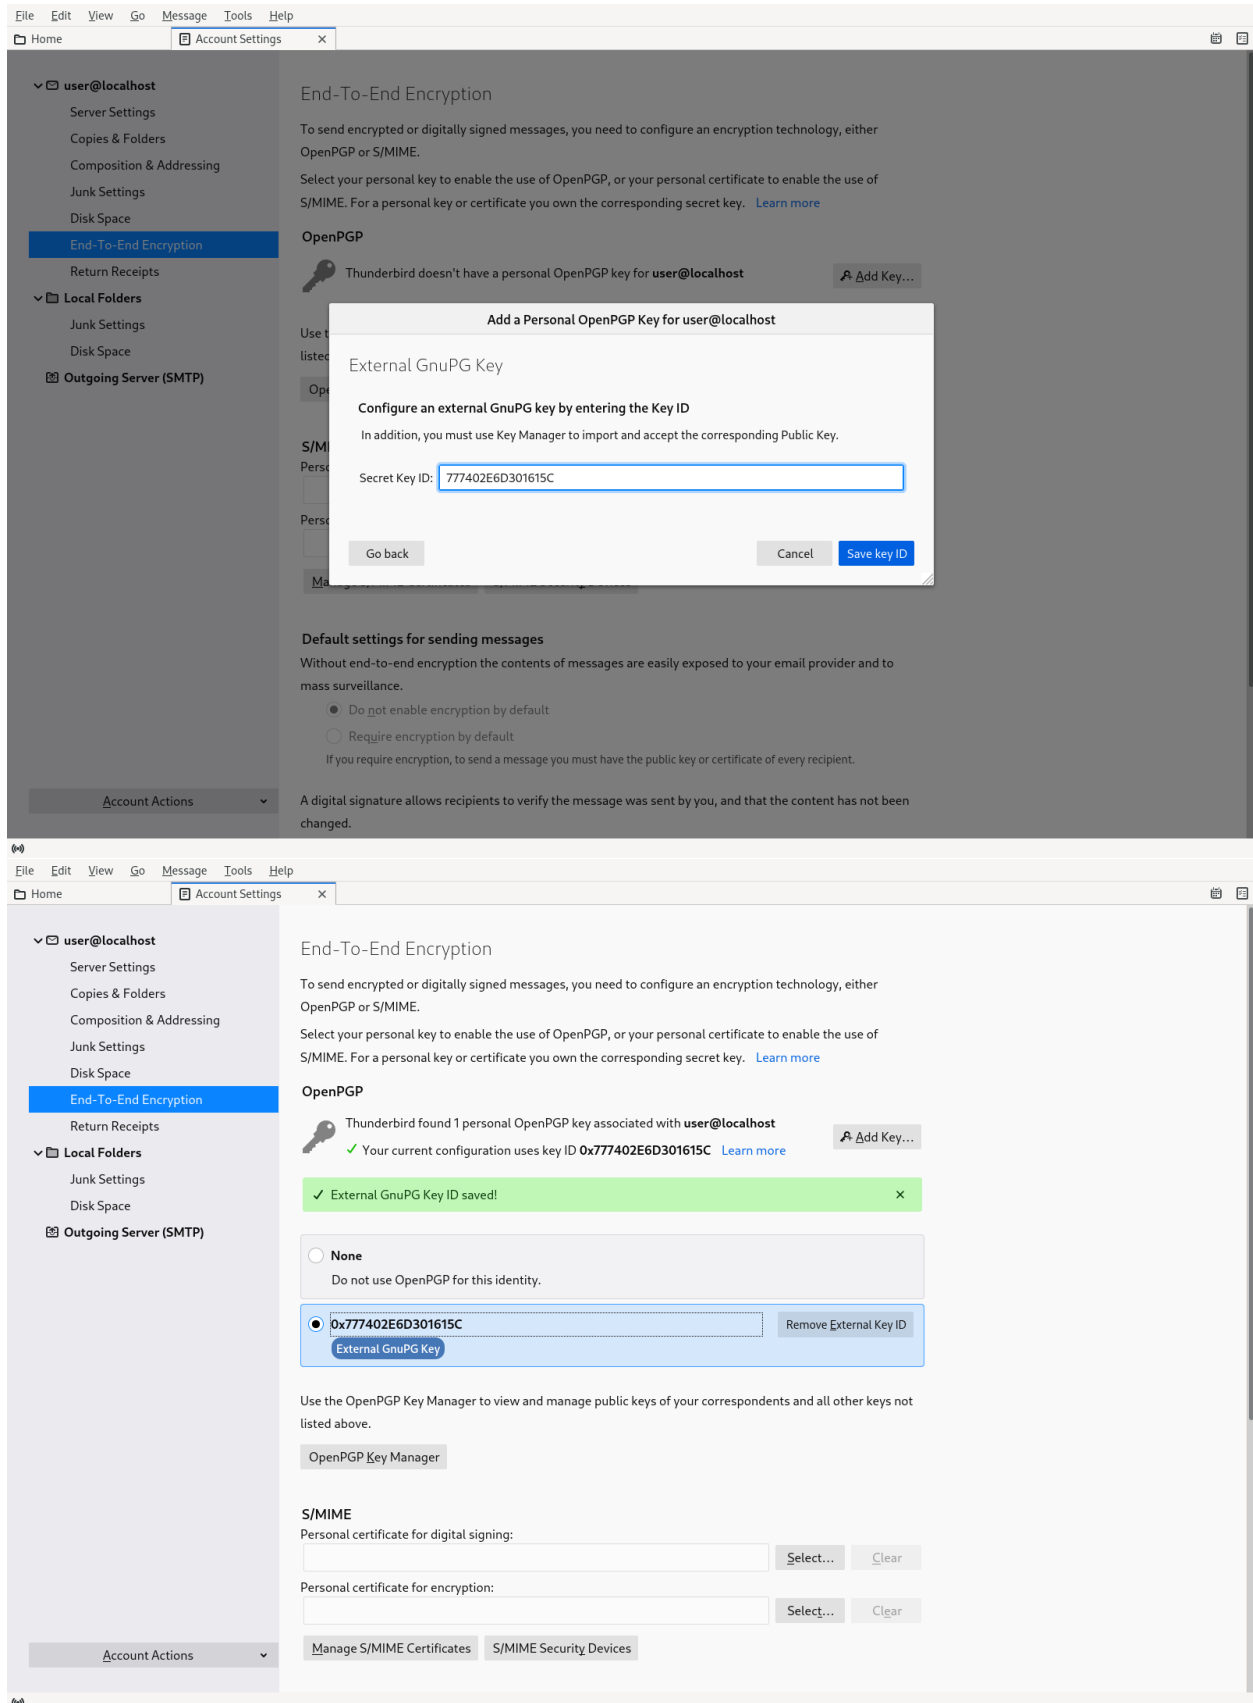 File Edit View Go Message Tools Help
Home Account Settings
user@localhost
Server Settings
Copies & Folders
Composition & Addressing
Junk Settings
Disk Space
End-To-End Encryption
Return Receipts
Local Folders
Junk Settings
Disk Space
Outgoing Server (SMTP)
Account Actions
End-To-End Encryption
To send encrypted or digitally signed messages, you need to configure an encryption technology, either
OpenPGP or S/MIME.
Select your personal key to enable the use of OpenPGP, or your personal certificate to enable the use of
S/MIME. For a personal key or certificate you own the corresponding secret key. Learn more
OpenPGP
Thunderbird doesn't have a personal OpenPGP key for user@localhost
Add Key...
Use t
listed
Ope
S/MI
Perso
Perso
Add a Personal OpenPGP Key for user@localhost
External GnuPG Key
Configure an external GnuPG key by entering the Key ID
In addition, you must use Key Manager to import and accept the corresponding Public Key.
Secret Key ID: 777402E6D301615C
Go back Cancel Save key ID
Default settings for sending messages
Without end-to-end encryption the contents of messages are easily exposed to your email provider and to
mass surveillance.
Do not enable encryption by default
Require encryption by default
If you require encryption, to send a message you must have the public key or certificate of every recipient.
A digital signature allows recipients to verify the message was sent by you, and that the content has not been
changed.
File Edit View Go Message Tools Help
Home Account Settings
user@localhost
Server Settings
Copies & Folders
Composition & Addressing
Junk Settings
Disk Space
End-To-End Encryption
Return Receipts
Local Folders
Junk Settings
Disk Space
Outgoing Server (SMTP)
Account Actions
End-To-End Encryption
To send encrypted or digitally signed messages, you need to configure an encryption technology, either
OpenPGP or S/MIME.
Select your personal key to enable the use of OpenPGP, or your personal certificate to enable the use of
S/MIME. For a personal key or certificate you own the corresponding secret key. Learn more
OpenPGP
Thunderbird found 1 personal OpenPGP key associated with user@localhost
Your current configuration uses key ID 0x777402E6D301615C Learn more
Add Key...
External GnuPG Key ID saved!
None
Do not use OpenPGP for this identity.
0x777402E6D301615C
Remove External Key ID
External GnuPG Key
Use the OpenPGP Key Manager to view and manage public keys of your correspondents and all other keys not
listed above.
OpenPGP Key Manager
S/MIME
Personal certificate for digital signing:
Select... Clear
Personal certificate for encryption:
Select... Clear
Manage S/MIME Certificates S/MIME Security Devices